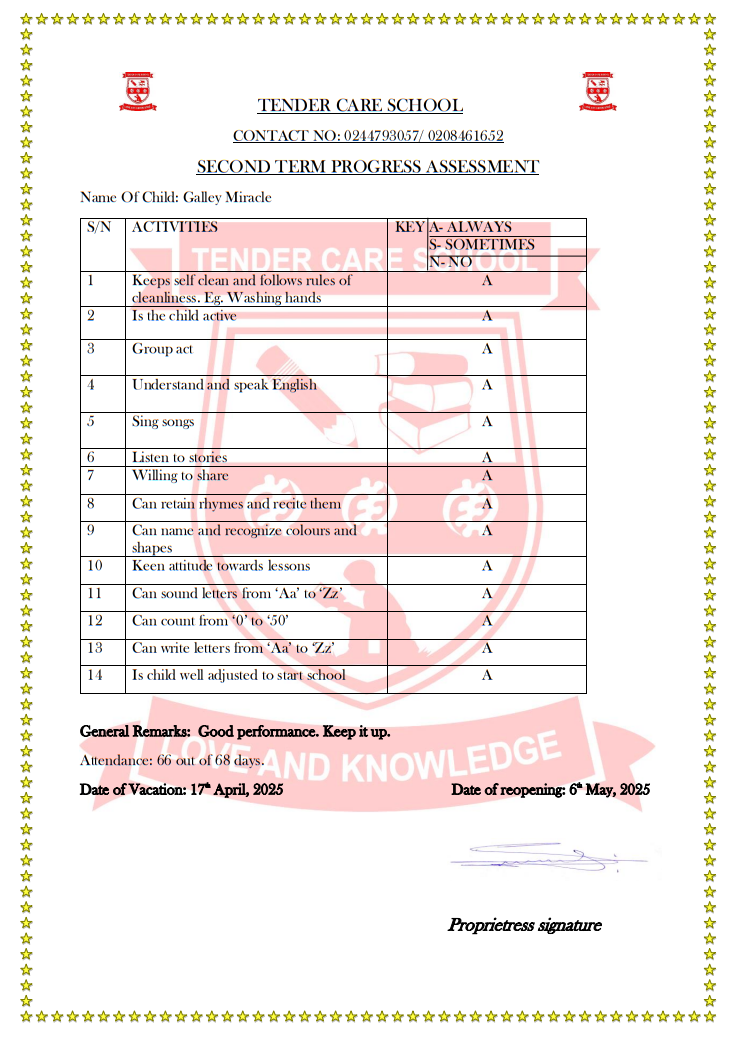 TENDER CARE SCHOOL
CONTACT NO: 0244793057/ 0208461652
SECOND TERM PROGRESS ASSESSMENT
Name Of Child: Galley Miracle
S/N ACTIVITIES KEY A- ALWAYS
S- SOMETIMES
N- NO
TENDER CARE SCHOOL
1 Keeps self clean and follows rules of A
cleanliness. Eg. Washing hands
2 Is the child active A
3 Group act A
4 Understand and speak English A
5 Sing songs A
6 Listen to stories A
7 Willing to share A
8 Can retain rhymes and recite them A
9 Can name and recognize colours and A
shapes
10 Keen attitude towards lessons A
11 Can sound letters from ‘Aa’ to ‘Zz’ A
12 Can count from ‘0’ to ‘50’ A
13 Can write letters from ‘Aa’ to ‘Zz’ A
14 Is child well adjusted to start school A
General Remarks: Good performance. Keep it up.
LOVE AND KNOWLEDGE
Attendance: 66 out of 68 days.
Date of Vacation: 17th April, 2025 Date of reopening: 6th May, 2025
Proprietress signature